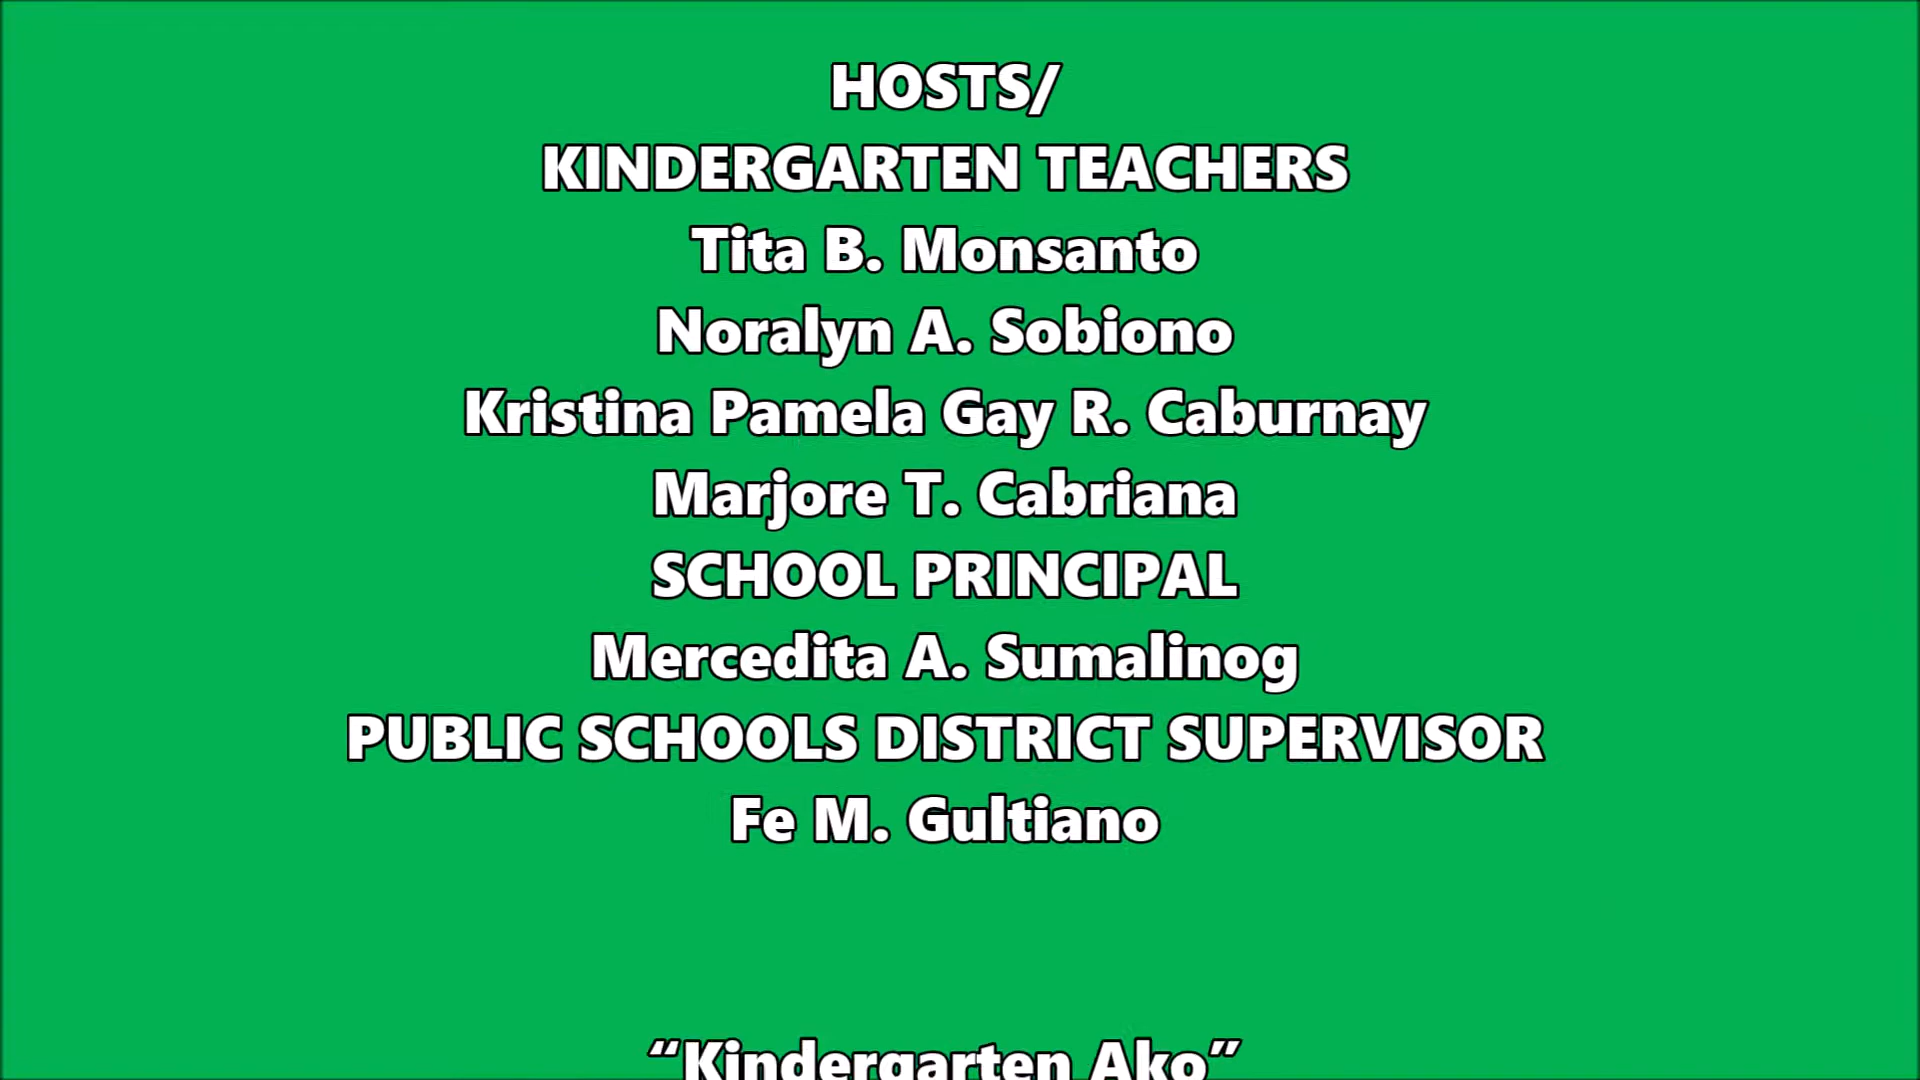 HOSTS/
KINDERGARTEN TEACHERS
Tita B. Monsanto
Noralyn A. Sobiono
Kristina Pamela Gay R. Caburnay
Marjore T. Cabriana
SCHOOL PRINCIPAL
Mercedita A. Sumalinog
PUBLIC SCHOOLS DISTRICT SUPERVISOR
Fe M. Gultiano
“Kindergarten Ako”